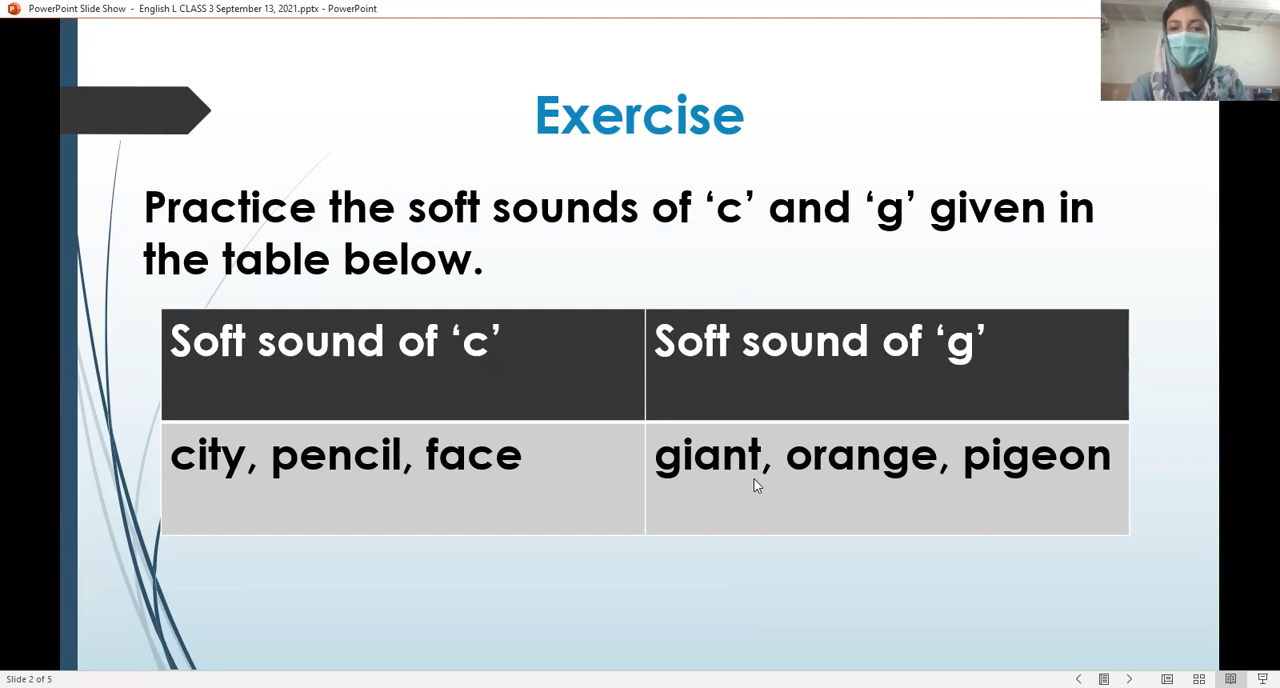 PowerPoint Slide Show - English L CLASS 3 September 13, 2021.pptx - PowerPoint
Exercise
Practice the soft sounds of ‘c’ and ‘g’ given in
the table below.
Soft sound of ‘c’
Soft sound of ‘g’
city, pencil, face
giant, orange, pigeon
Slide 2 of 5